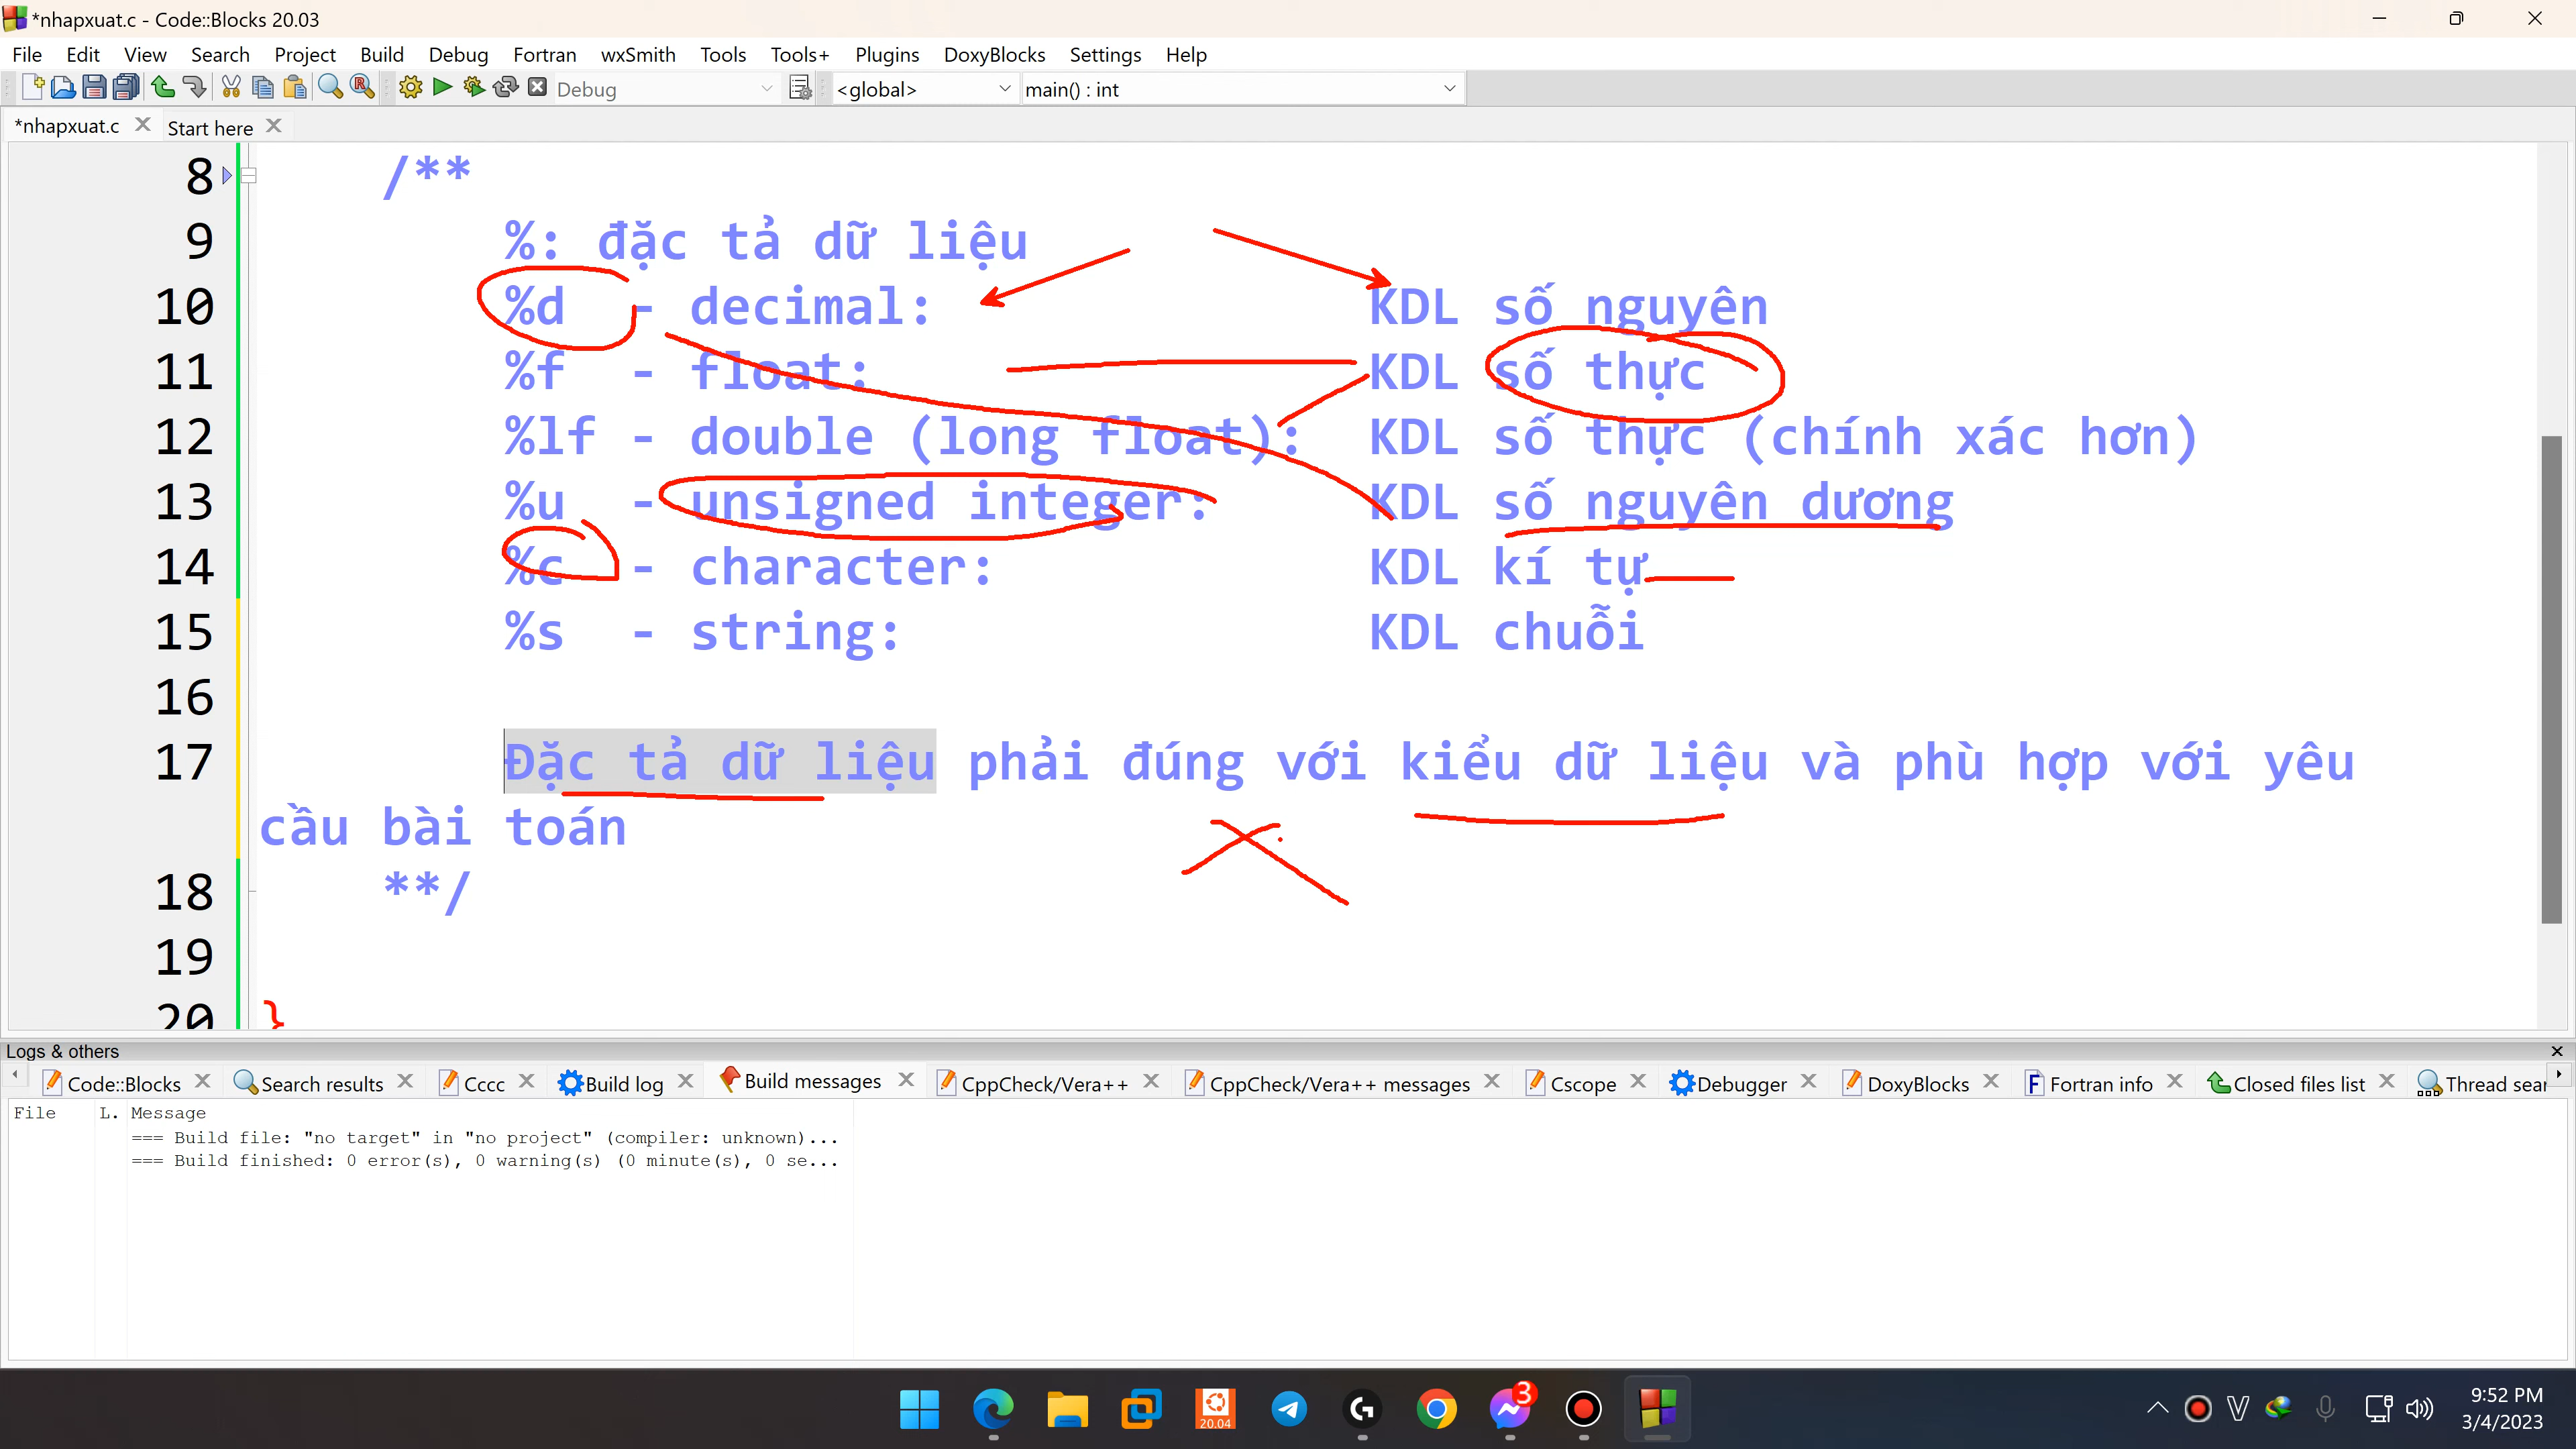 *nhapxuat.c - Code::Blocks 20.03
File Edit View Search Project Build Debug Fortran wxSmith Tools Tools+ Plugins DoxyBlocks Settings Help
Debug <global> main() : int
*nhapxuat.c Start here
8 /**
9 %: đặc tả dữ liệu
10 %d - decimal: KDL số nguyên
11 %f - float: KDL số thực
12 %lf - double (long float): KDL số thực (chính xác hơn)
13 %u - unsigned integer: KDL số nguyên dương
14 %c - character: KDL kí tự
15 %s - string: KDL chuỗi
16
17 Đặc tả dữ liệu phải đúng với kiểu dữ liệu và phù hợp với yêu
cầu bài toán
18 **/
19
20 }
Logs & others
Code::Blocks Search results Cccc Build log Build messages CppCheck/Vera++ CppCheck/Vera++ messages Cscope Debugger DoxyBlocks Fortran info Closed files list Thread sear
File L. Message
=== Build file: "no target" in "no project" (compiler: unknown)...
=== Build finished: 0 error(s), 0 warning(s) (0 minute(s), 0 se...
20.04 3 9:52 PM
3/4/2023